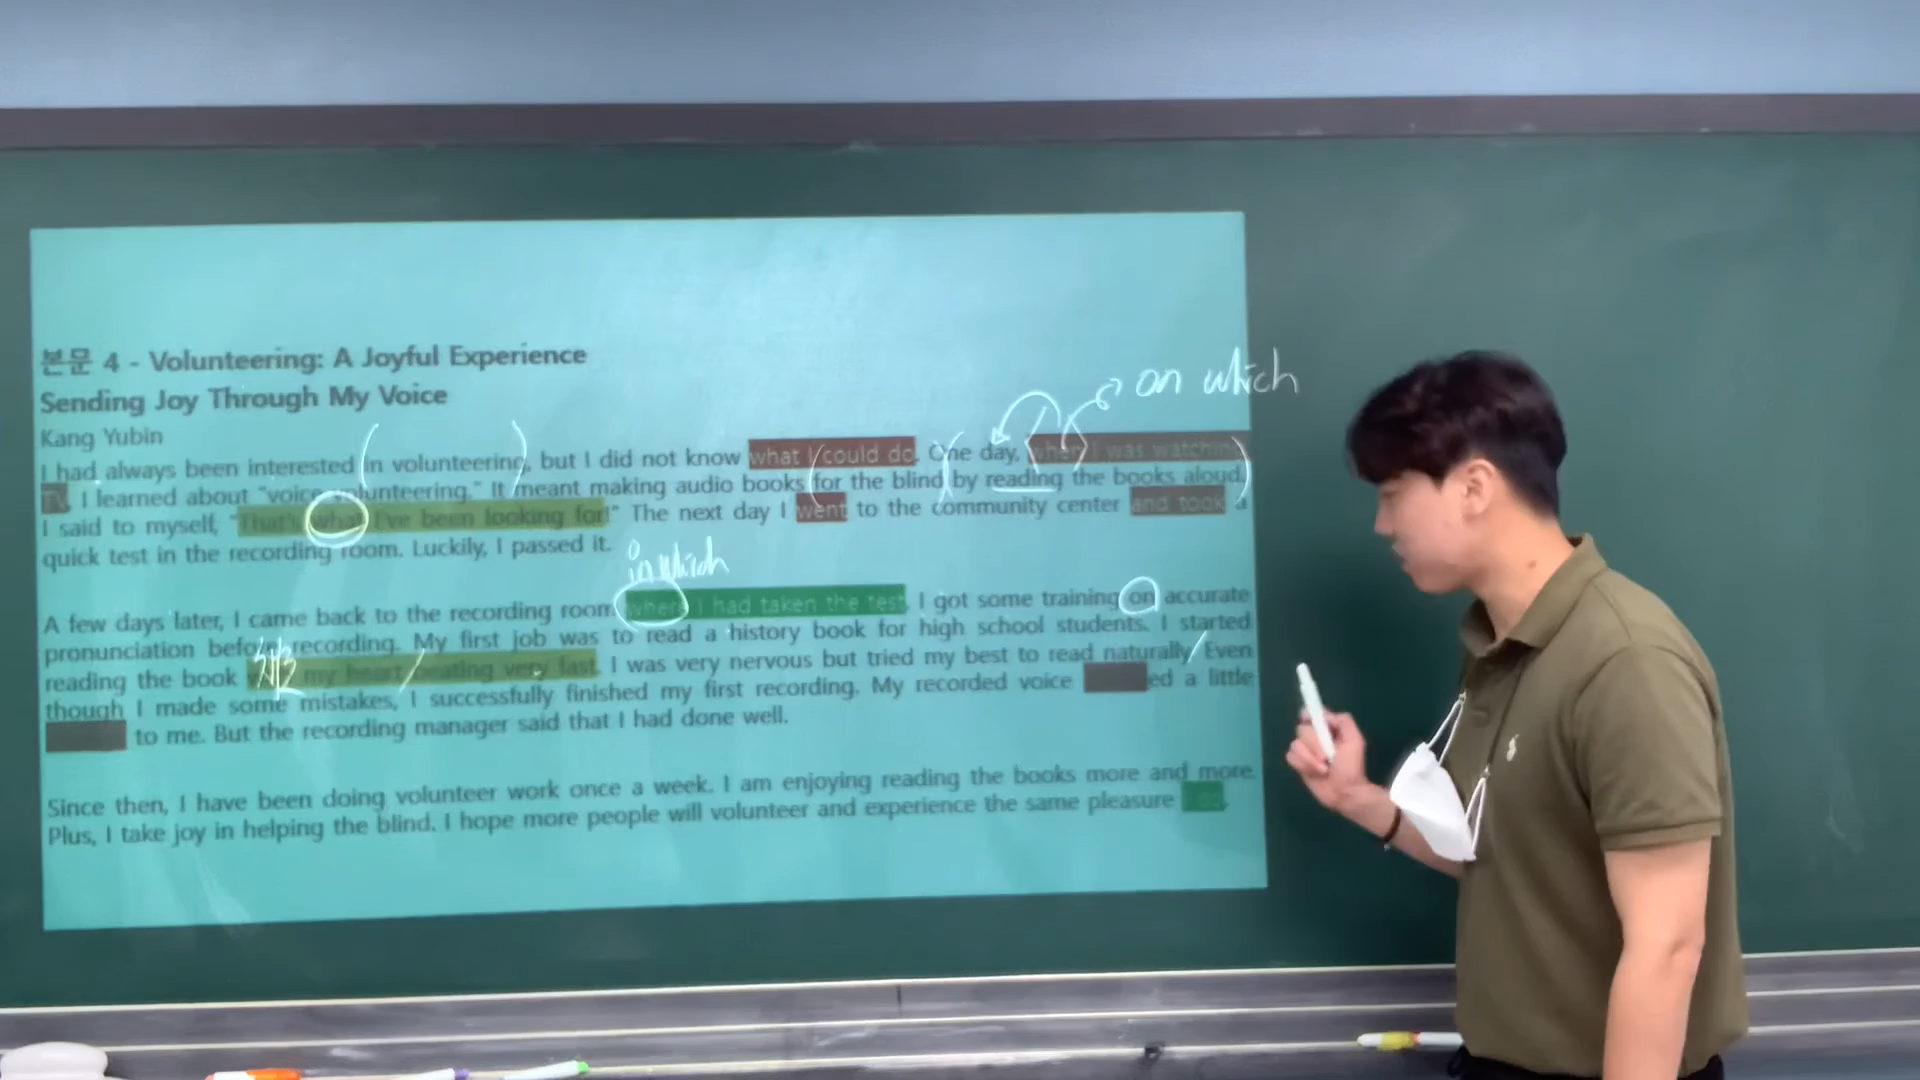 본문 4 - Volunteering: A Joyful Experience
Sending Joy Through My Voice
on which
Kang Yubin
I had always been interested in volunteering, but I did not know what I could do. One day, when I was watching
TV, I learned about "voice volunteering." It meant making audio books for the blind by reading the books aloud.
I said to myself, "That's what I've been looking for!" The next day I went to the community center and took a
quick test in the recording room. Luckily, I passed it.
in which
A few days later, I came back to the recording room where I had taken the test. I got some training on accurate
pronunciation before recording. My first job was to read a history book for high school students. I started
reading the book my heart beating very fast. I was very nervous but tried my best to read naturally. Even
though I made some mistakes, I successfully finished my first recording. My recorded voice ed a little
to me. But the recording manager said that I had done well.
Since then, I have been doing volunteer work once a week. I am enjoying reading the books more and more.
Plus, I take joy in helping the blind. I hope more people will volunteer and experience the same pleasure I do.